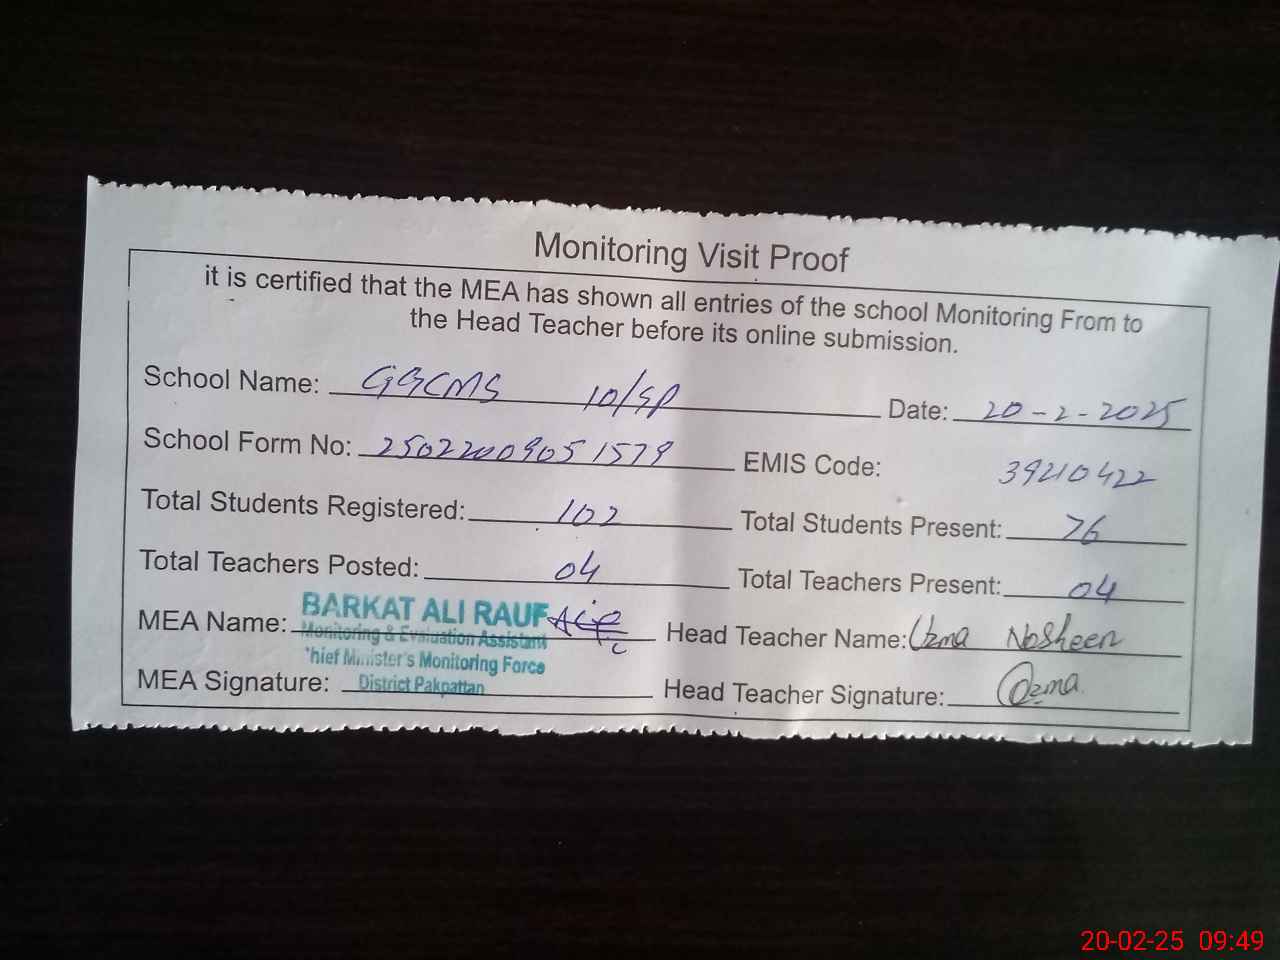 Monitoring Visit Proof
it is certified that the MEA has shown all entries of the school Monitoring From to
the Head Teacher before its online submission.
School Name: GGCMS 10/SP Date: 20-2-2025
School Form No: 25022009051579 EMIS Code: 39210422
Total Students Registered: 102 Total Students Present: 76
Total Teachers Posted: 04 Total Teachers Present: 04
MEA Name: BARKAT ALI RAUF Head Teacher Name: Uzma Nosheen
Monitoring & Evaluation Assistant
'hief Minister's Monitoring Force
MEA Signature: District Pakpattan Head Teacher Signature: Uzma
20-02-25 09:49